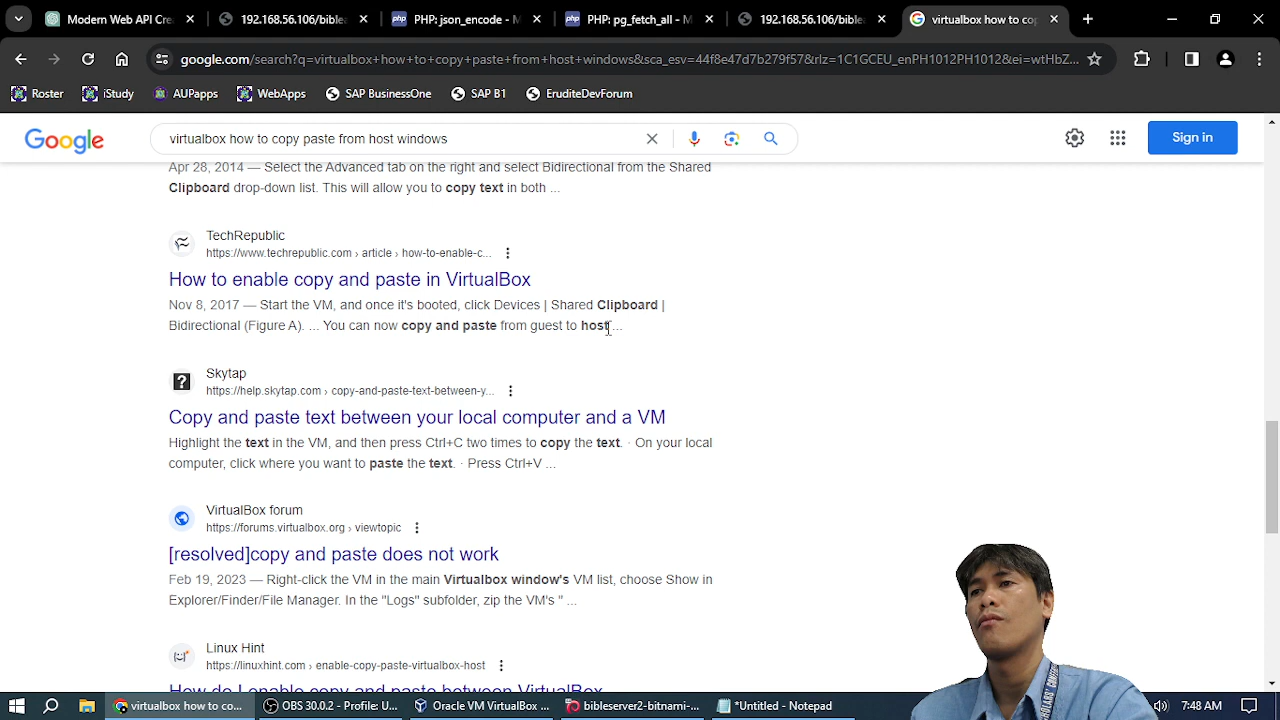 Modern Web API Cre
192.168.56.106/biblea
PHP: json_encode - M
PHP: pg_fetch_all - M
192.168.56.106/biblea
virtualbox how to cop
google.com/search?q=virtualbox+how+to+copy+paste+from+host+windows&sca_esv=44f8e47d7b279f57&rlz=1C1GCEU_enPH1012PH1012&ei=wtHbZ...
Roster
iStudy
AUPapps
WebApps
SAP BusinessOne
SAP B1
EruditeDevForum
Google
virtualbox how to copy paste from host windows
Sign in
Apr 28, 2014 — Select the Advanced tab on the right and select Bidirectional from the Shared
Clipboard drop-down list. This will allow you to copy text in both ...
TechRepublic
https://www.techrepublic.com › article › how-to-enable-c...
How to enable copy and paste in VirtualBox
Nov 8, 2017 — Start the VM, and once it's booted, click Devices | Shared Clipboard |
Bidirectional (Figure A). ... You can now copy and paste from guest to host ...
Skytap
https://help.skytap.com › copy-and-paste-text-between-y...
Copy and paste text between your local computer and a VM
Highlight the text in the VM, and then press Ctrl+C two times to copy the text. · On your local
computer, click where you want to paste the text. · Press Ctrl+V ...
VirtualBox forum
https://forums.virtualbox.org › viewtopic
[resolved]copy and paste does not work
Feb 19, 2023 — Right-click the VM in the main Virtualbox window's VM list, choose Show in
Explorer/Finder/File Manager. In the "Logs" subfolder, zip the VM's " ...
Linux Hint
https://linuxhint.com › enable-copy-paste-virtualbox-host
How do I enable copy and paste between VirtualBox
virtualbox how to co...
OBS 30.0.2 - Profile U...
Oracle VM VirtualBox ...
bibleserver2-bitnami-...
*Untitled - Notepad
7:48 AM